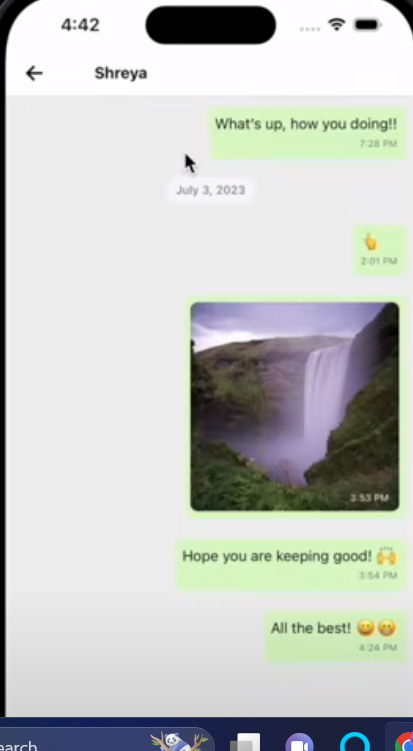 4:42
Shreya
What's up, how you doing!!
7:28 PM
July 3, 2023
👆
2:01 PM
3:53 PM
Hope you are keeping good! 🙌
3:54 PM
All the best! 😀😁
4:24 PM
earch